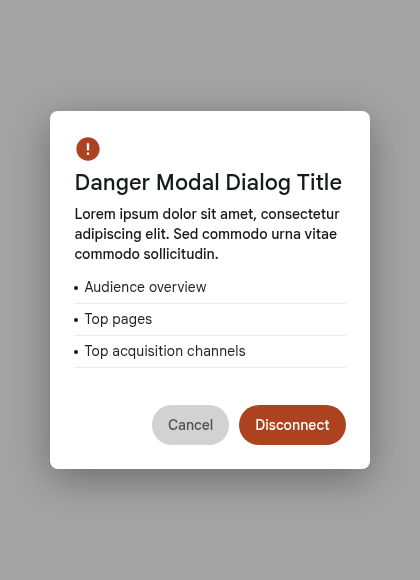 Danger Modal Dialog Title
Lorem ipsum dolor sit amet, consectetur
adipiscing elit. Sed commodo urna vitae
commodo sollicitudin.
• Audience overview
• Top pages
• Top acquisition channels
Cancel
Disconnect